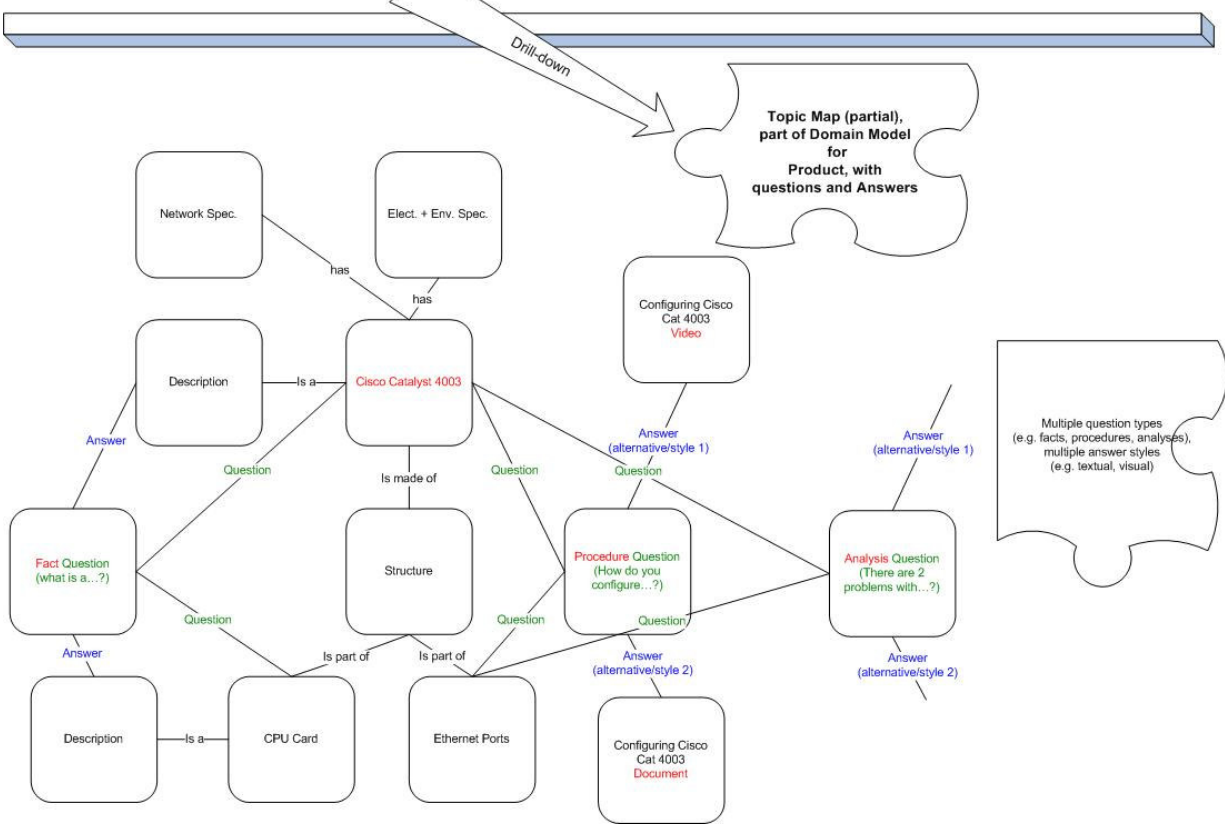 Drill-down
Topic Map (partial),
part of Domain Model
for
Product, with
questions and Answers
Network Spec.
Elect. + Env. Spec.
has
has
Configuring Cisco
Cat 4003
Video
Description
Is a
Cisco Catalyst 4003
Multiple question types
(e.g. facts, procedures, analyses),
multiple answer styles
(e.g. textual, visual)
Answer
Answer
(alternative/style 1)
Answer
(alternative/style 1)
Question
Question
Question
Is made of
Fact Question
(what is a...?)
Structure
Procedure Question
(How do you
configure...?)
Analysis Question
(There are 2
problems with...?)
Question
Question
Question
Answer
Is part of
Is part of
Answer
(alternative/style 2)
Answer
(alternative/style 2)
Description
Is a
CPU Card
Ethernet Ports
Configuring Cisco
Cat 4003
Document